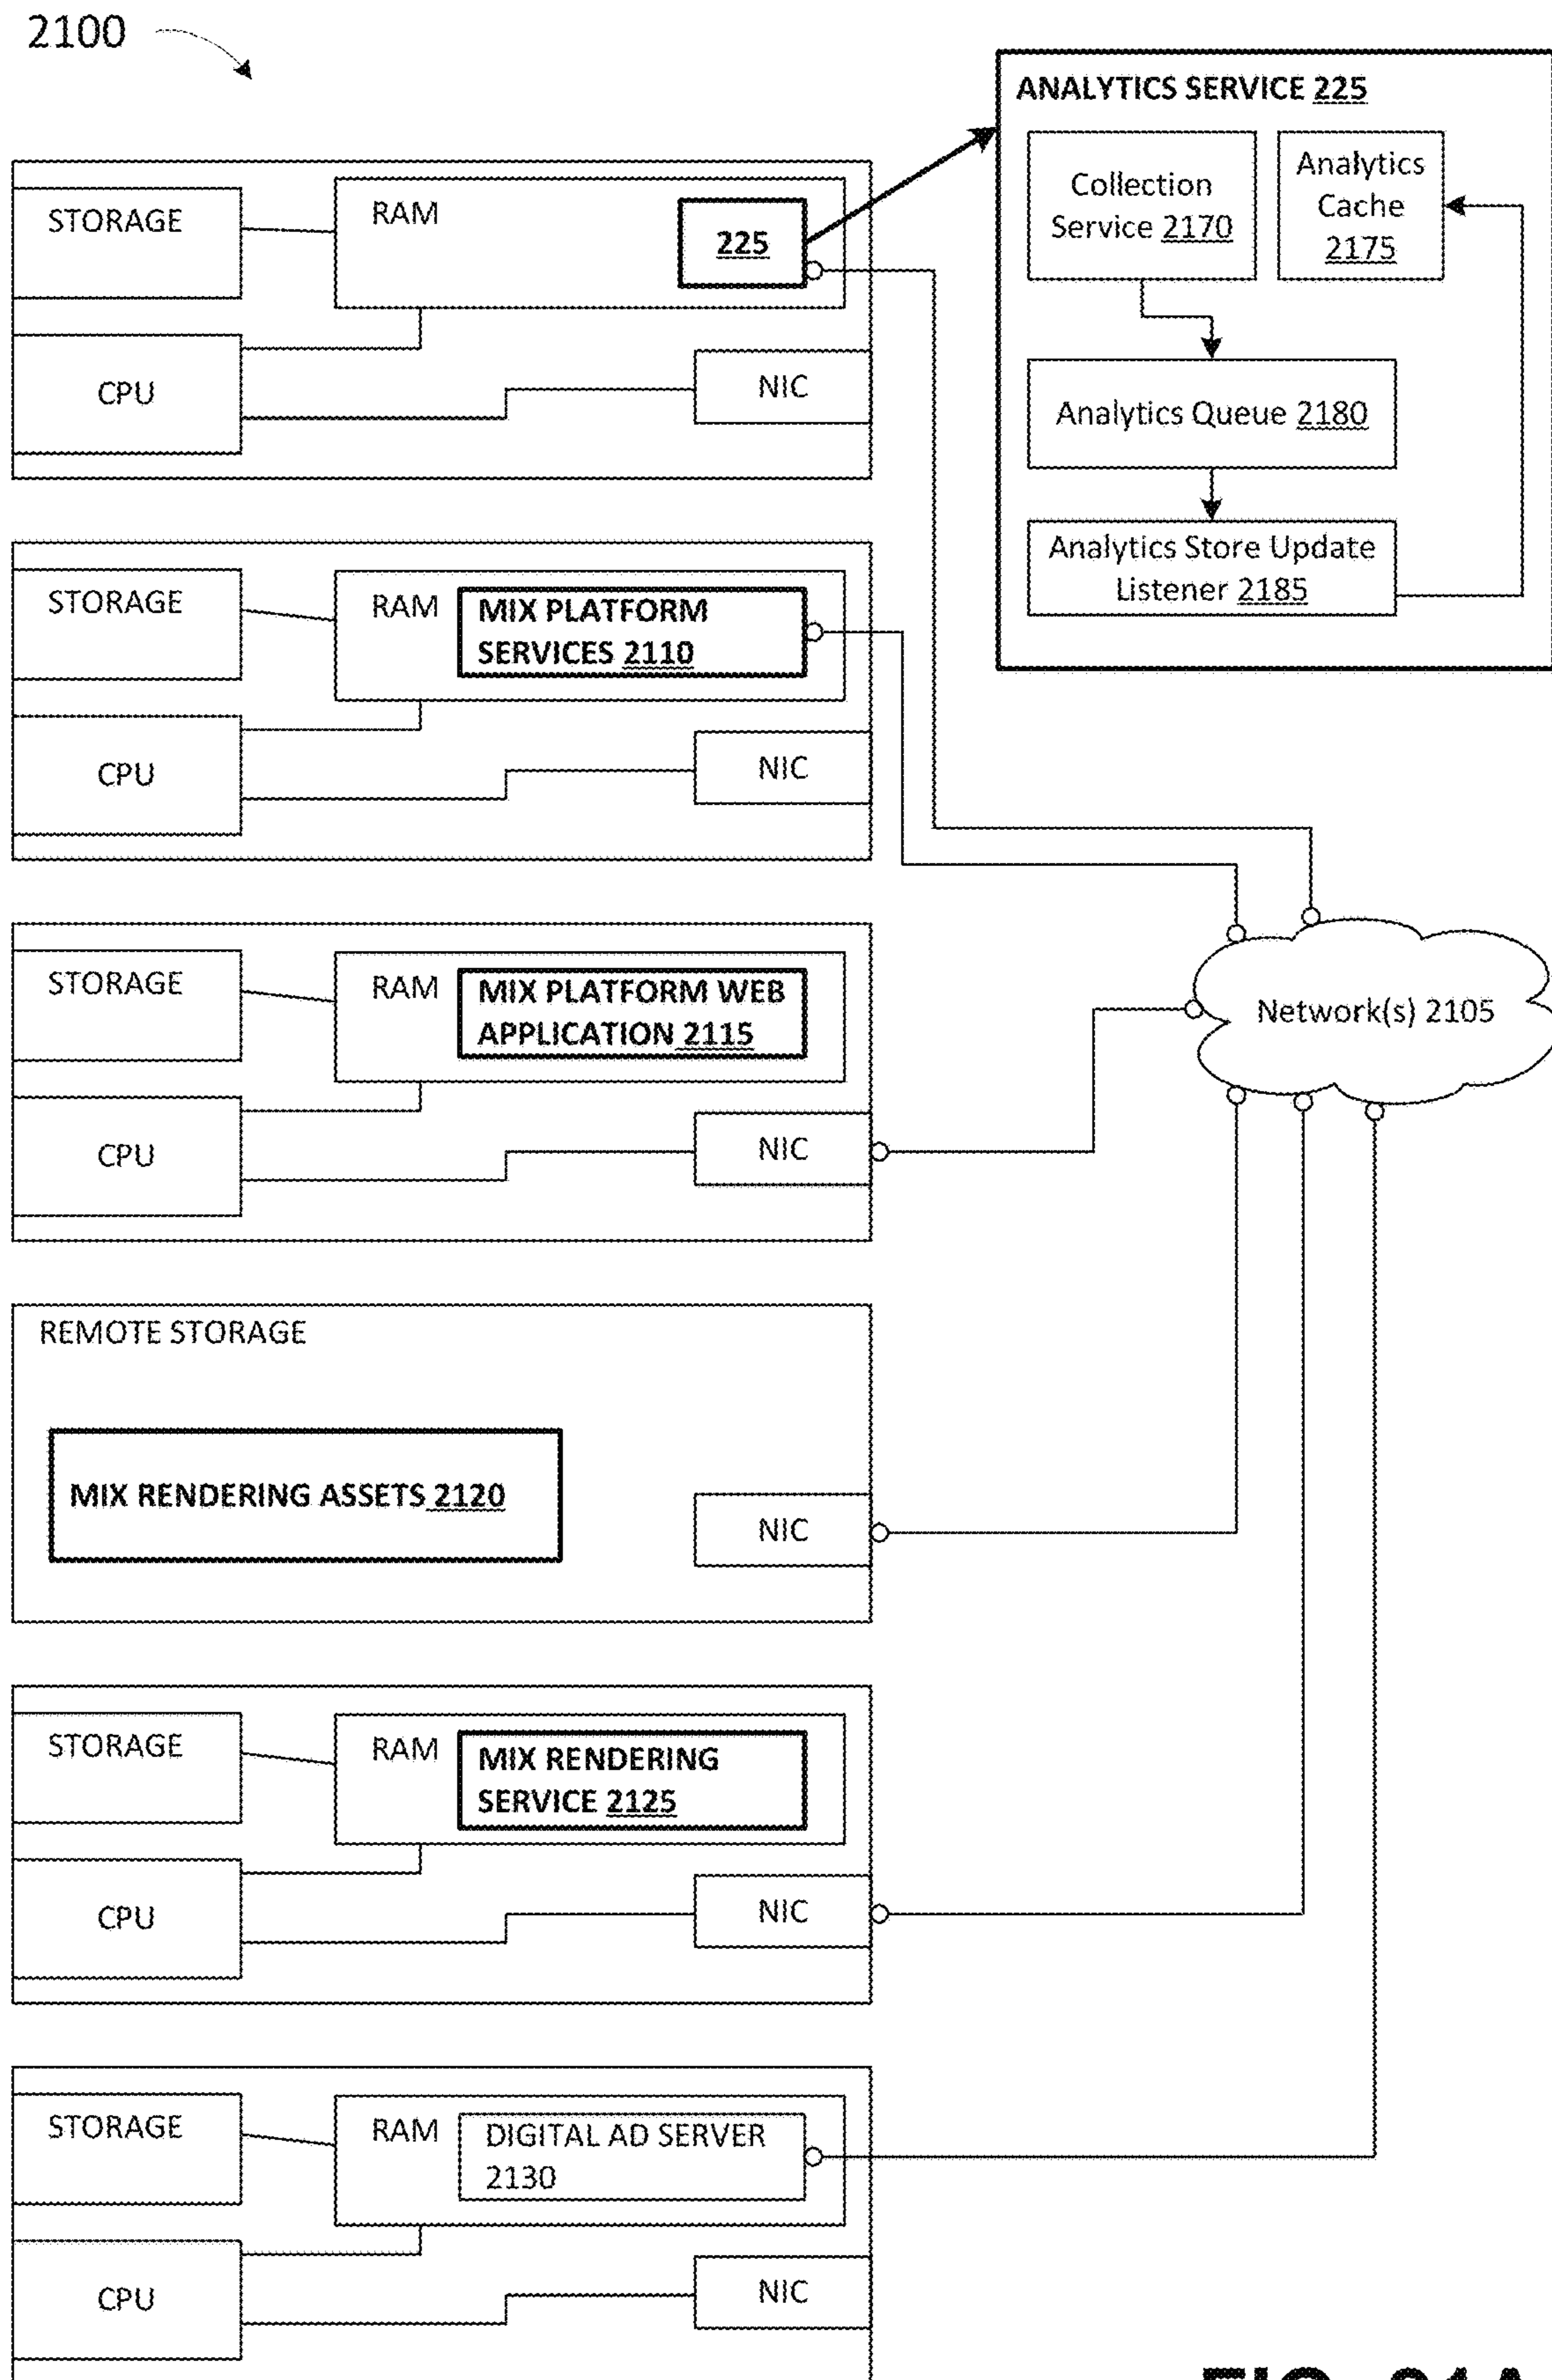 2100
ANALYTICS SERVICE 225
Collection
Service 2170
Analytics
Cache
2175
Analytics Queue 2180
Analytics Store Update
Listener 2185
STORAGE
RAM
225
CPU
NIC
STORAGE
RAM
MIX PLATFORM
SERVICES 2110
CPU
NIC
STORAGE
RAM
MIX PLATFORM WEB
APPLICATION 2115
CPU
NIC
Network(s) 2105
REMOTE STORAGE
MIX RENDERING ASSETS 2120
NIC
STORAGE
RAM
MIX RENDERING
SERVICE 2125
CPU
NIC
STORAGE
RAM
DIGITAL AD SERVER
2130
CPU
NIC